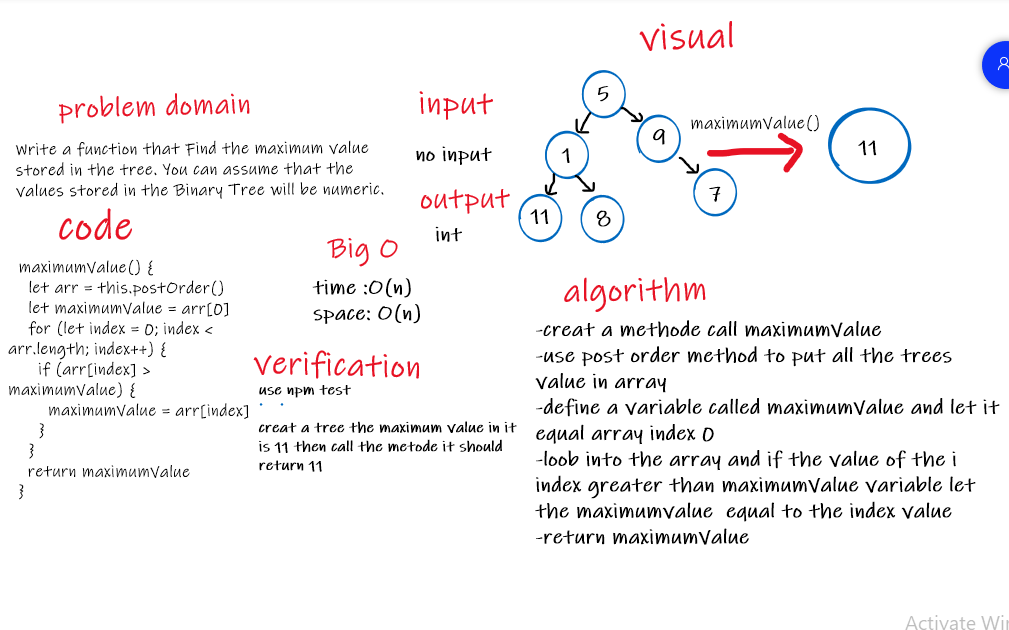 visual
problem domain
Write a function that Find the maximum value
stored in the tree. You can assume that the
values stored in the Binary Tree will be numeric.
input
no input
output
int
5
1
9
11
8
7
maximumValue()
11
code
maximumValue() {
let arr = this.postOrder()
let maximumValue = arr[0]
for (let index = 0; index <
arr.length; index++) {
if (arr[index] >
maximumValue) {
maximumValue = arr[index]
}
}
return maximumValue
}
Big O
time :O(n)
space: O(n)
verification
use npm test
creat a tree the maximum value in it
is 11 then call the metode it should
return 11
algorithm
-creat a methode call maximumValue
-use post order method to put all the trees
value in array
-define a variable called maximumValue and let it
equal array index 0
-loob into the array and if the value of the i
index greater than maximumValue variable let
the maximumvalue equal to the index value
-return maximumValue
Activate Win